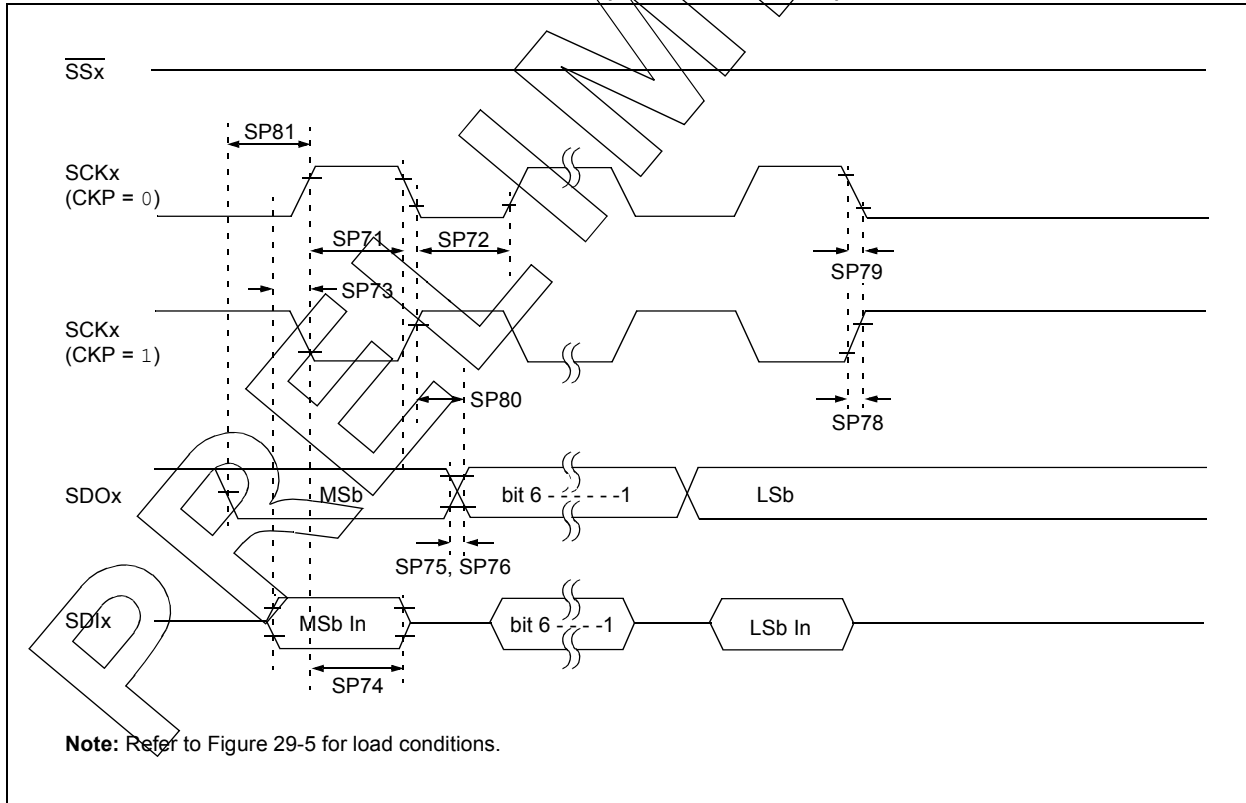 SSx
SP81
SCKx
(CKP = 0)
SP71
SP72
SP79
SP73
SCKx
(CKP = 1)
SP80
SP78
SDOx
MSb
bit 6 - - - - - -1
LSb
SP75, SP76
SDIx
MSb In
bit 6 - - - -1
LSb In
SP74
Note: Refer to Figure 29-5 for load conditions.
PRELIM